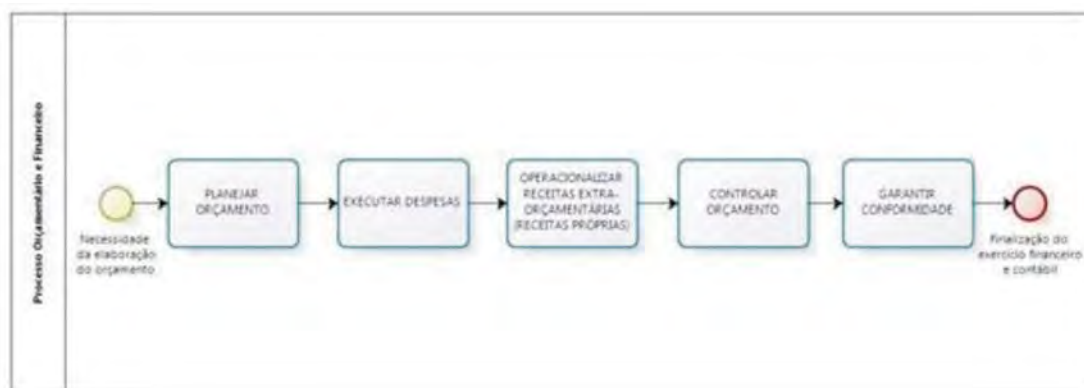 Processo Orçamentário e Financeiro
Necessidade
da elaboração
do orçamento
PLANEJAR
ORÇAMENTO
EXECUTAR DESPESAS
OPERACIONALIZAR
RECEITAS EXTRA-
ORÇAMENTÁRIAS
(RECEITAS PRÓPRIAS)
CONTROLAR
ORÇAMENTO
GARANTIR
CONFORMIDADE
Finalização do
exercício financeiro
e contábil